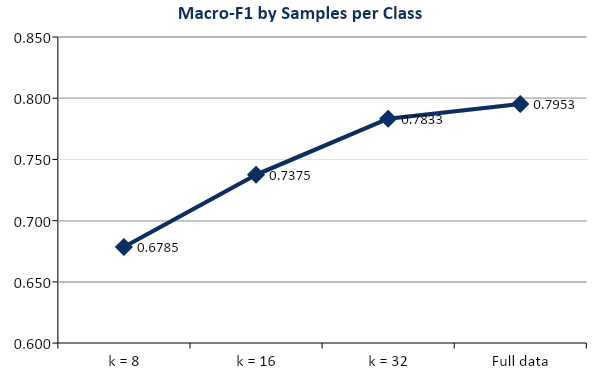 Macro-F1 by Samples per Class
0.850
0.800
0.7953
0.7833
0.750
0.7375
0.700
0.6785
0.650
0.600
k = 8
k = 16
k = 32
Full data